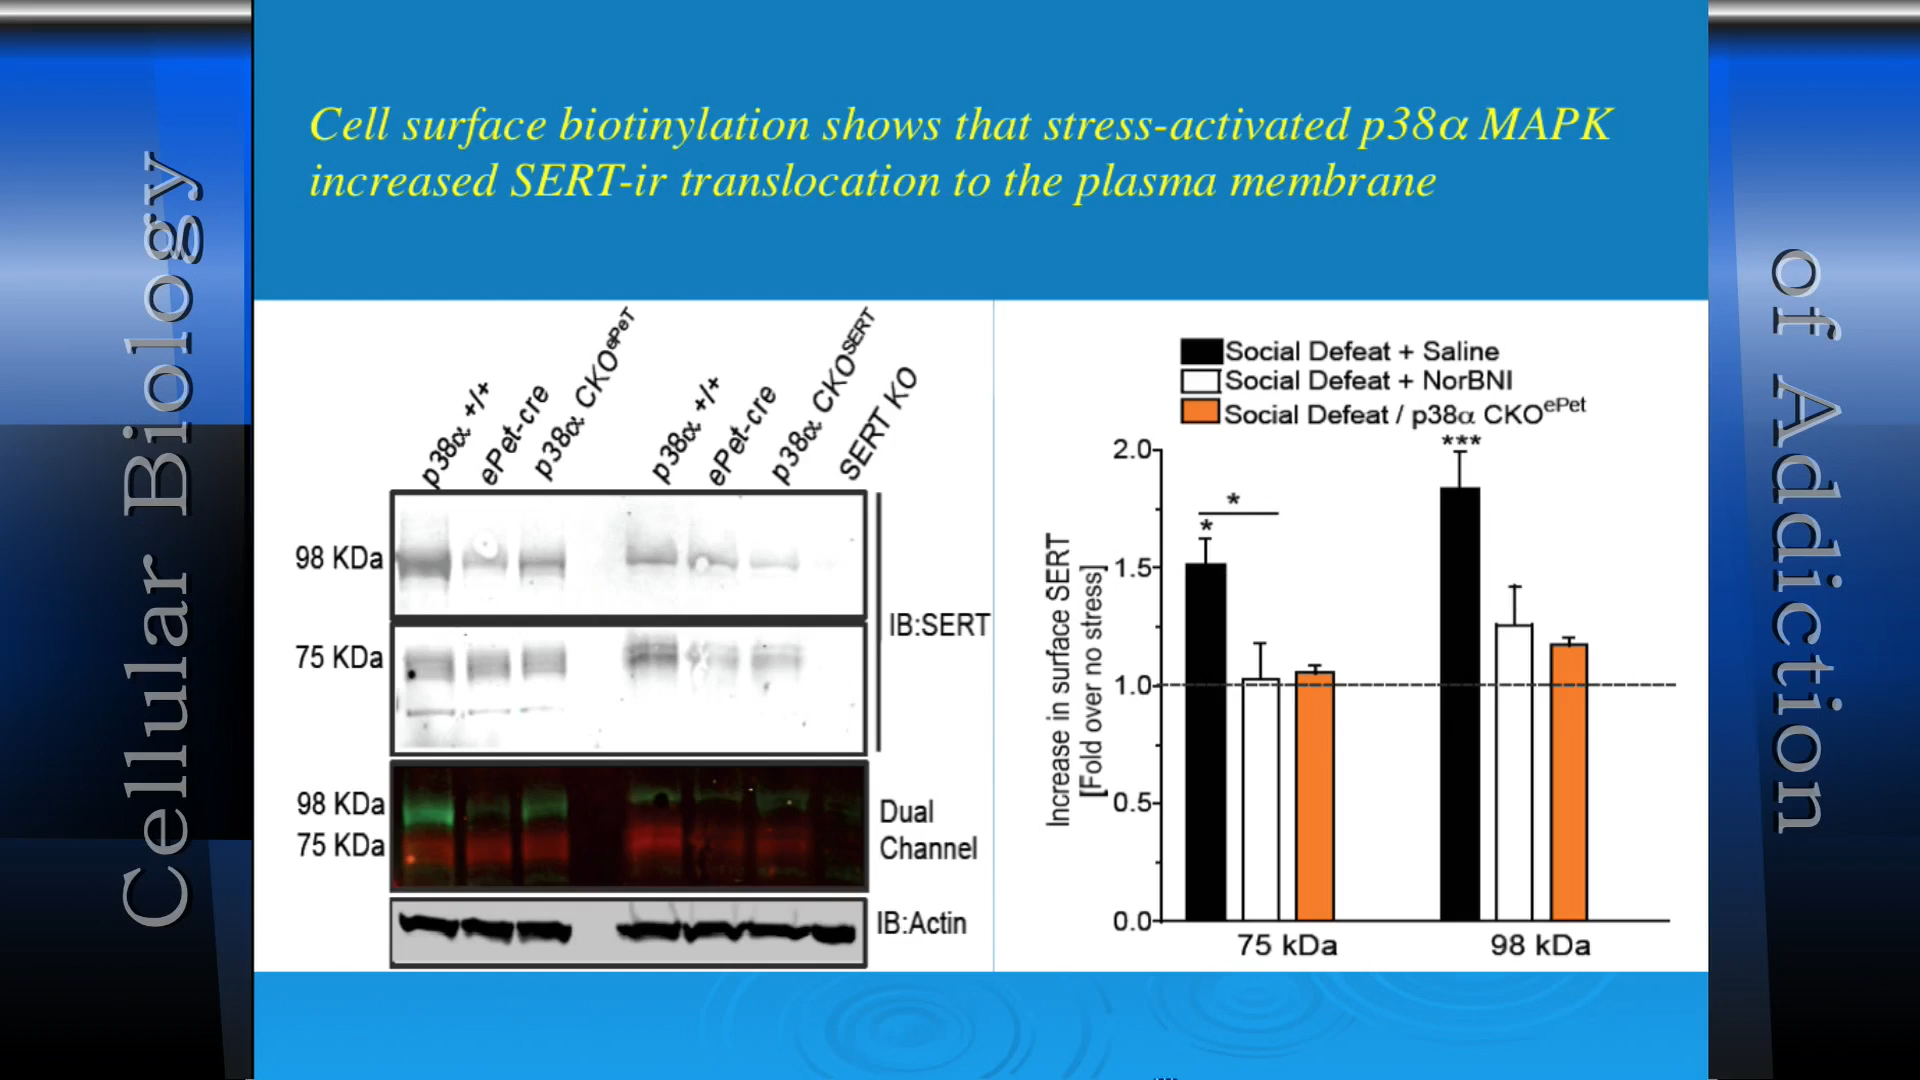 Cellular Biology
of Addiction
Cell surface biotinylation shows that stress-activated p38α MAPK
increased SERT-ir translocation to the plasma membrane
p38α +/+
ePet-cre
p38α CKOePeT
p38α +/+
ePet-cre
p38α CKOSERT
SERT KO
98 KDa
75 KDa
IB:SERT
98 KDa
75 KDa
Dual
Channel
IB:Actin
Social Defeat + Saline
Social Defeat + NorBNI
Social Defeat / p38α CKOePet
Increase in surface SERT
[Fold over no stress]
2.0
1.5
1.0
0.5
0.0
*
*
***
75 kDa
98 kDa